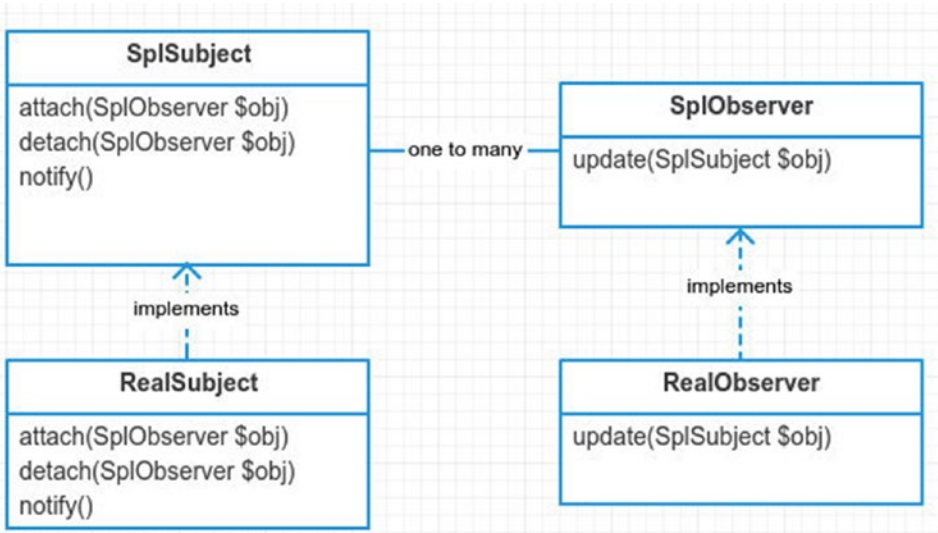 SplSubject
attach(SplObserver $obj)
detach(SplObserver $obj)
notify()
one to many
SplObserver
update(SplSubject $obj)
implements
implements
RealSubject
attach(SplObserver $obj)
detach(SplObserver $obj)
notify()
RealObserver
update(SplSubject $obj)